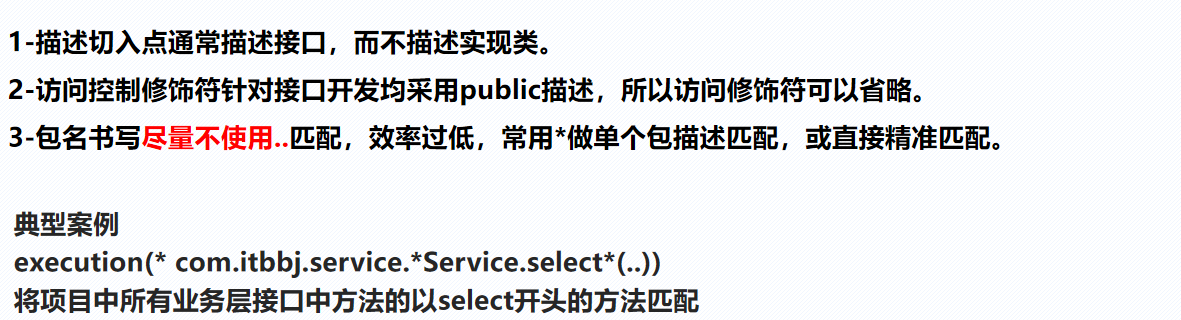 1-描述切入点通常描述接口，而不描述实现类。
2-访问控制修饰符针对接口开发均采用public描述，所以访问修饰符可以省略。
3-包名书写尽量不使用..匹配，效率过低，常用*做单个包描述匹配，或直接精准匹配。
典型案例
execution(* com.itbbj.service.*Service.select*(..))
将项目中所有业务层接口中方法的以select开头的方法匹配